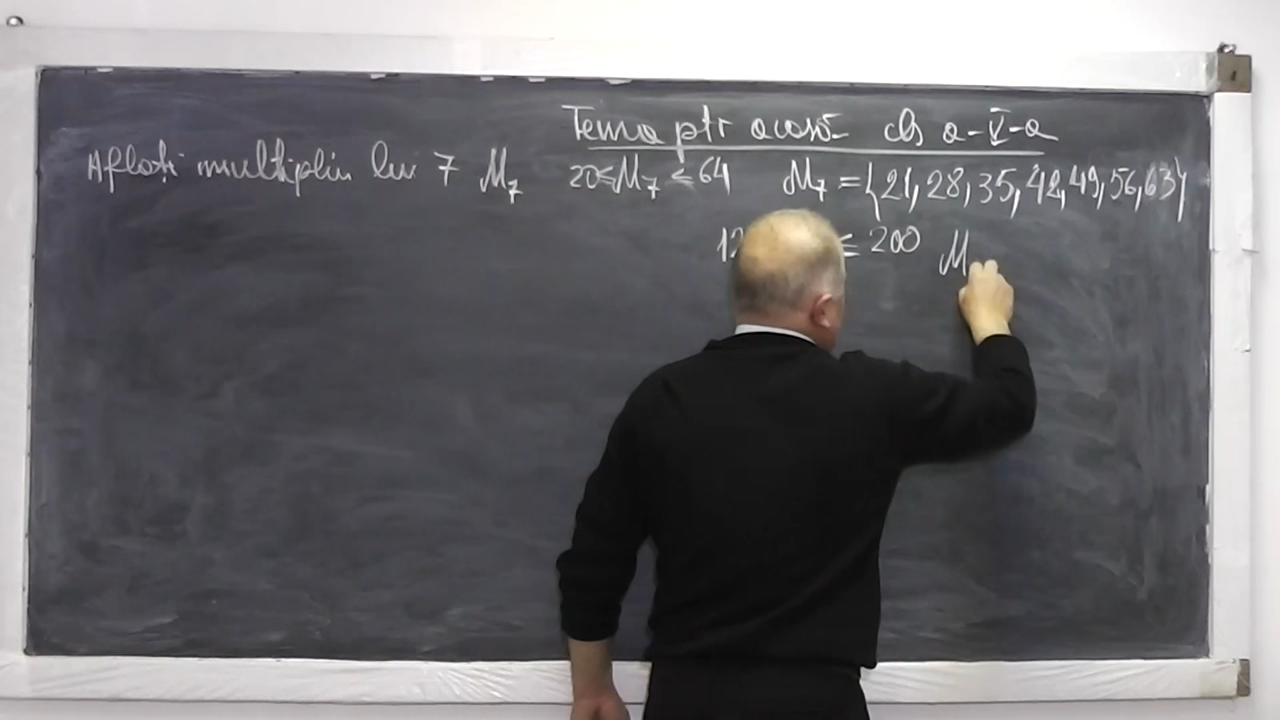 Tema ptr acasă cls a-V-a
Aflați multiplii lui 7 M₇ 20≤M₇ ≤64 M₇ = {21, 28, 35, 42, 49, 56, 63}
12 ≤ 200 M